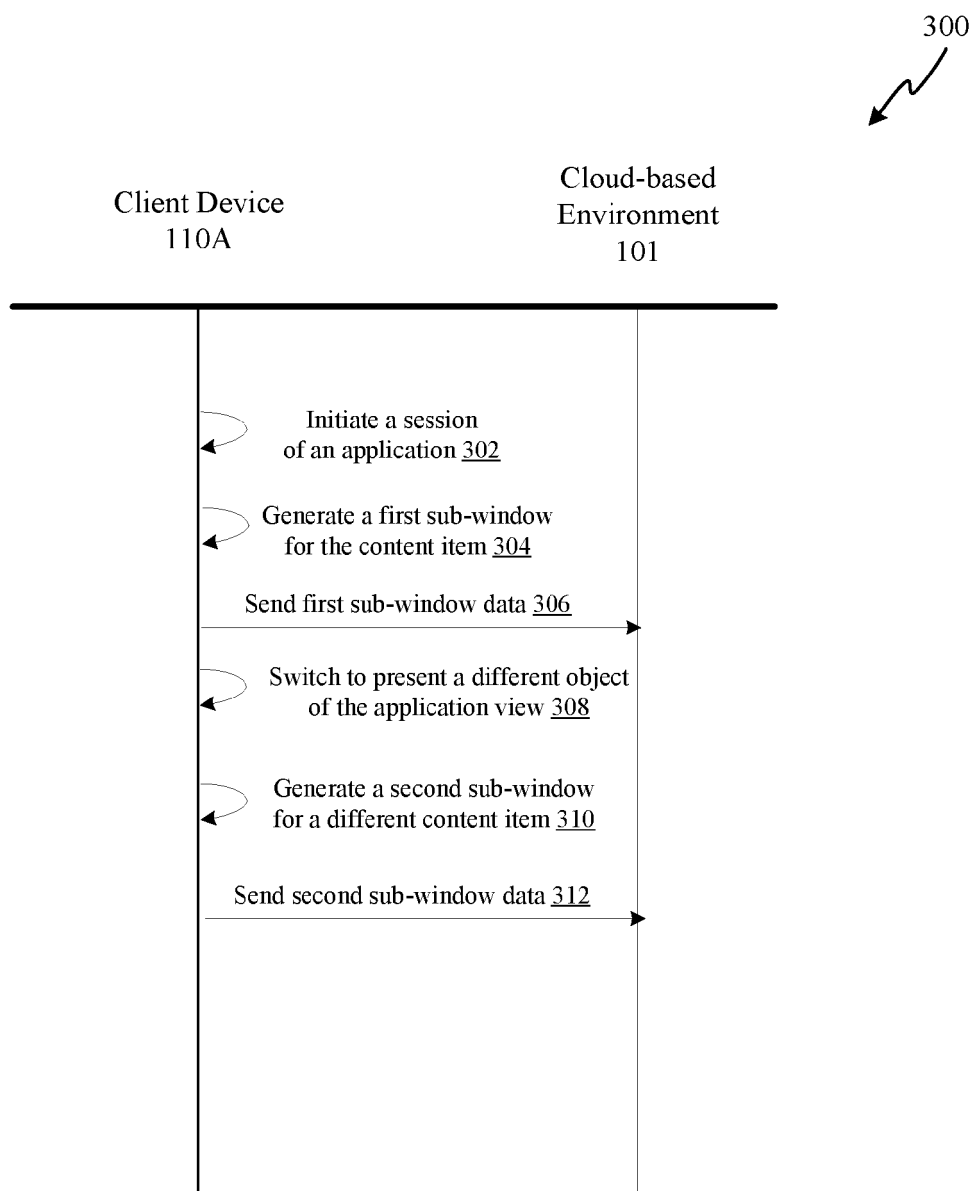 300
Client Device
110A
Cloud-based
Environment
101
Initiate a session
of an application 302
Generate a first sub-window
for the content item 304
Send first sub-window data 306
Switch to present a different object
of the application view 308
Generate a second sub-window
for a different content item 310
Send second sub-window data 312